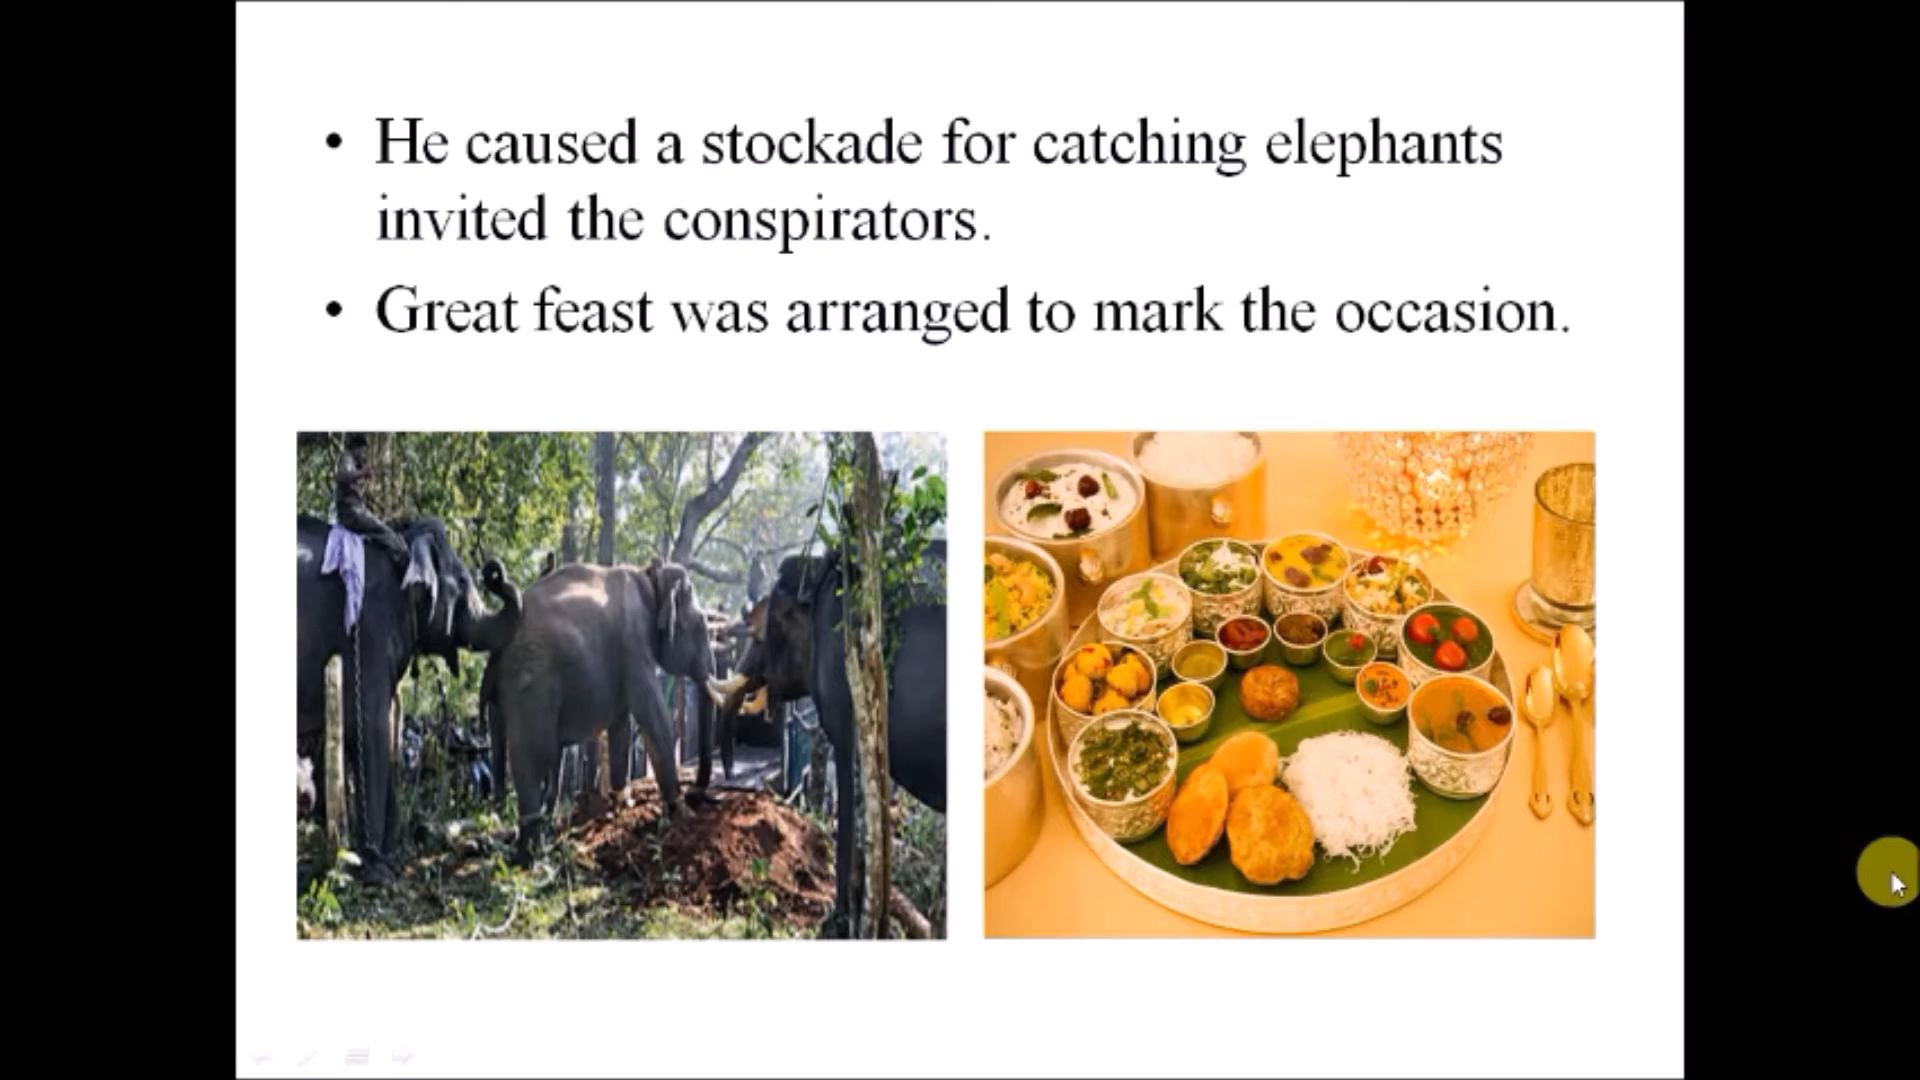 • He caused a stockade for catching elephants
invited the conspirators.
• Great feast was arranged to mark the occasion.